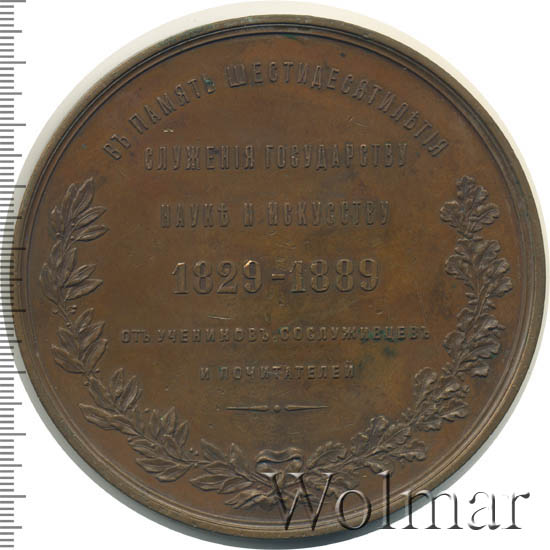 ВЪ ПАМЯТЬ ШЕСТИДЕСЯТИЛѢТІЯ
СЛУЖЕНІЯ ГОСУДАРСТВУ
НАУКѢ И ИСКУССТВУ
1829-1889
ОТЪ УЧЕНИКОВЪ, СОСЛУЖИВЦЕВЪ
И ПОЧИТАТЕЛЕЙ
Wolmar